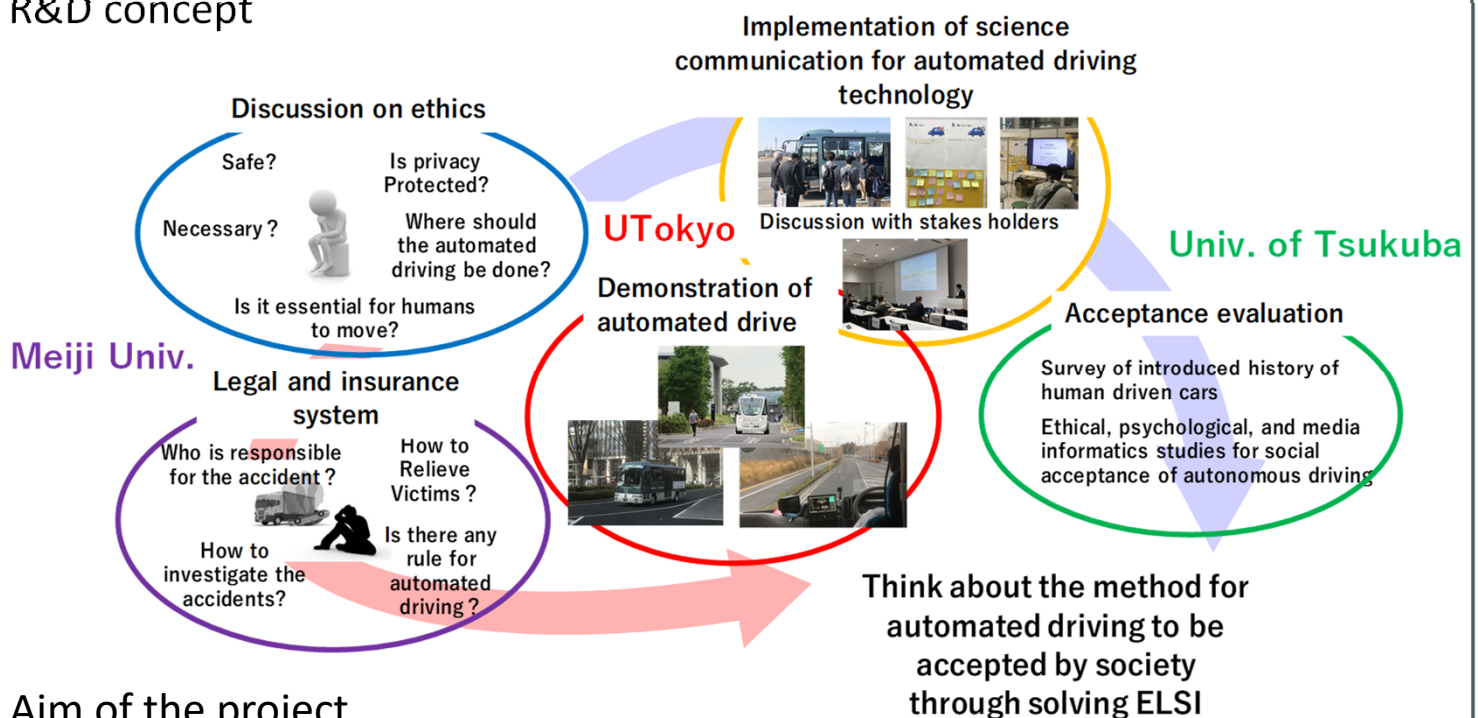 R&D concept
Implementation of science
communication for automated driving
technology
Discussion on ethics
Safe?
Is privacy
Protected?
Necessary ?
Where should
the automated
driving be done?
Is it essential for humans
to move?
UTokyo
Discussion with stakes holders
Univ. of Tsukuba
Demonstration of
automated drive
Acceptance evaluation
Survey of introduced history of
human driven cars
Ethical, psychological, and media
informatics studies for social
acceptance of autonomous driving
Meiji Univ.
Legal and insurance
system
Who is responsible
for the accident ?
How to
Relieve
Victims ?
How to
investigate the
accidents?
Is there any
rule for
automated
driving ?
Think about the method for
automated driving to be
accepted by society
through solving ELSI
Aim of the project